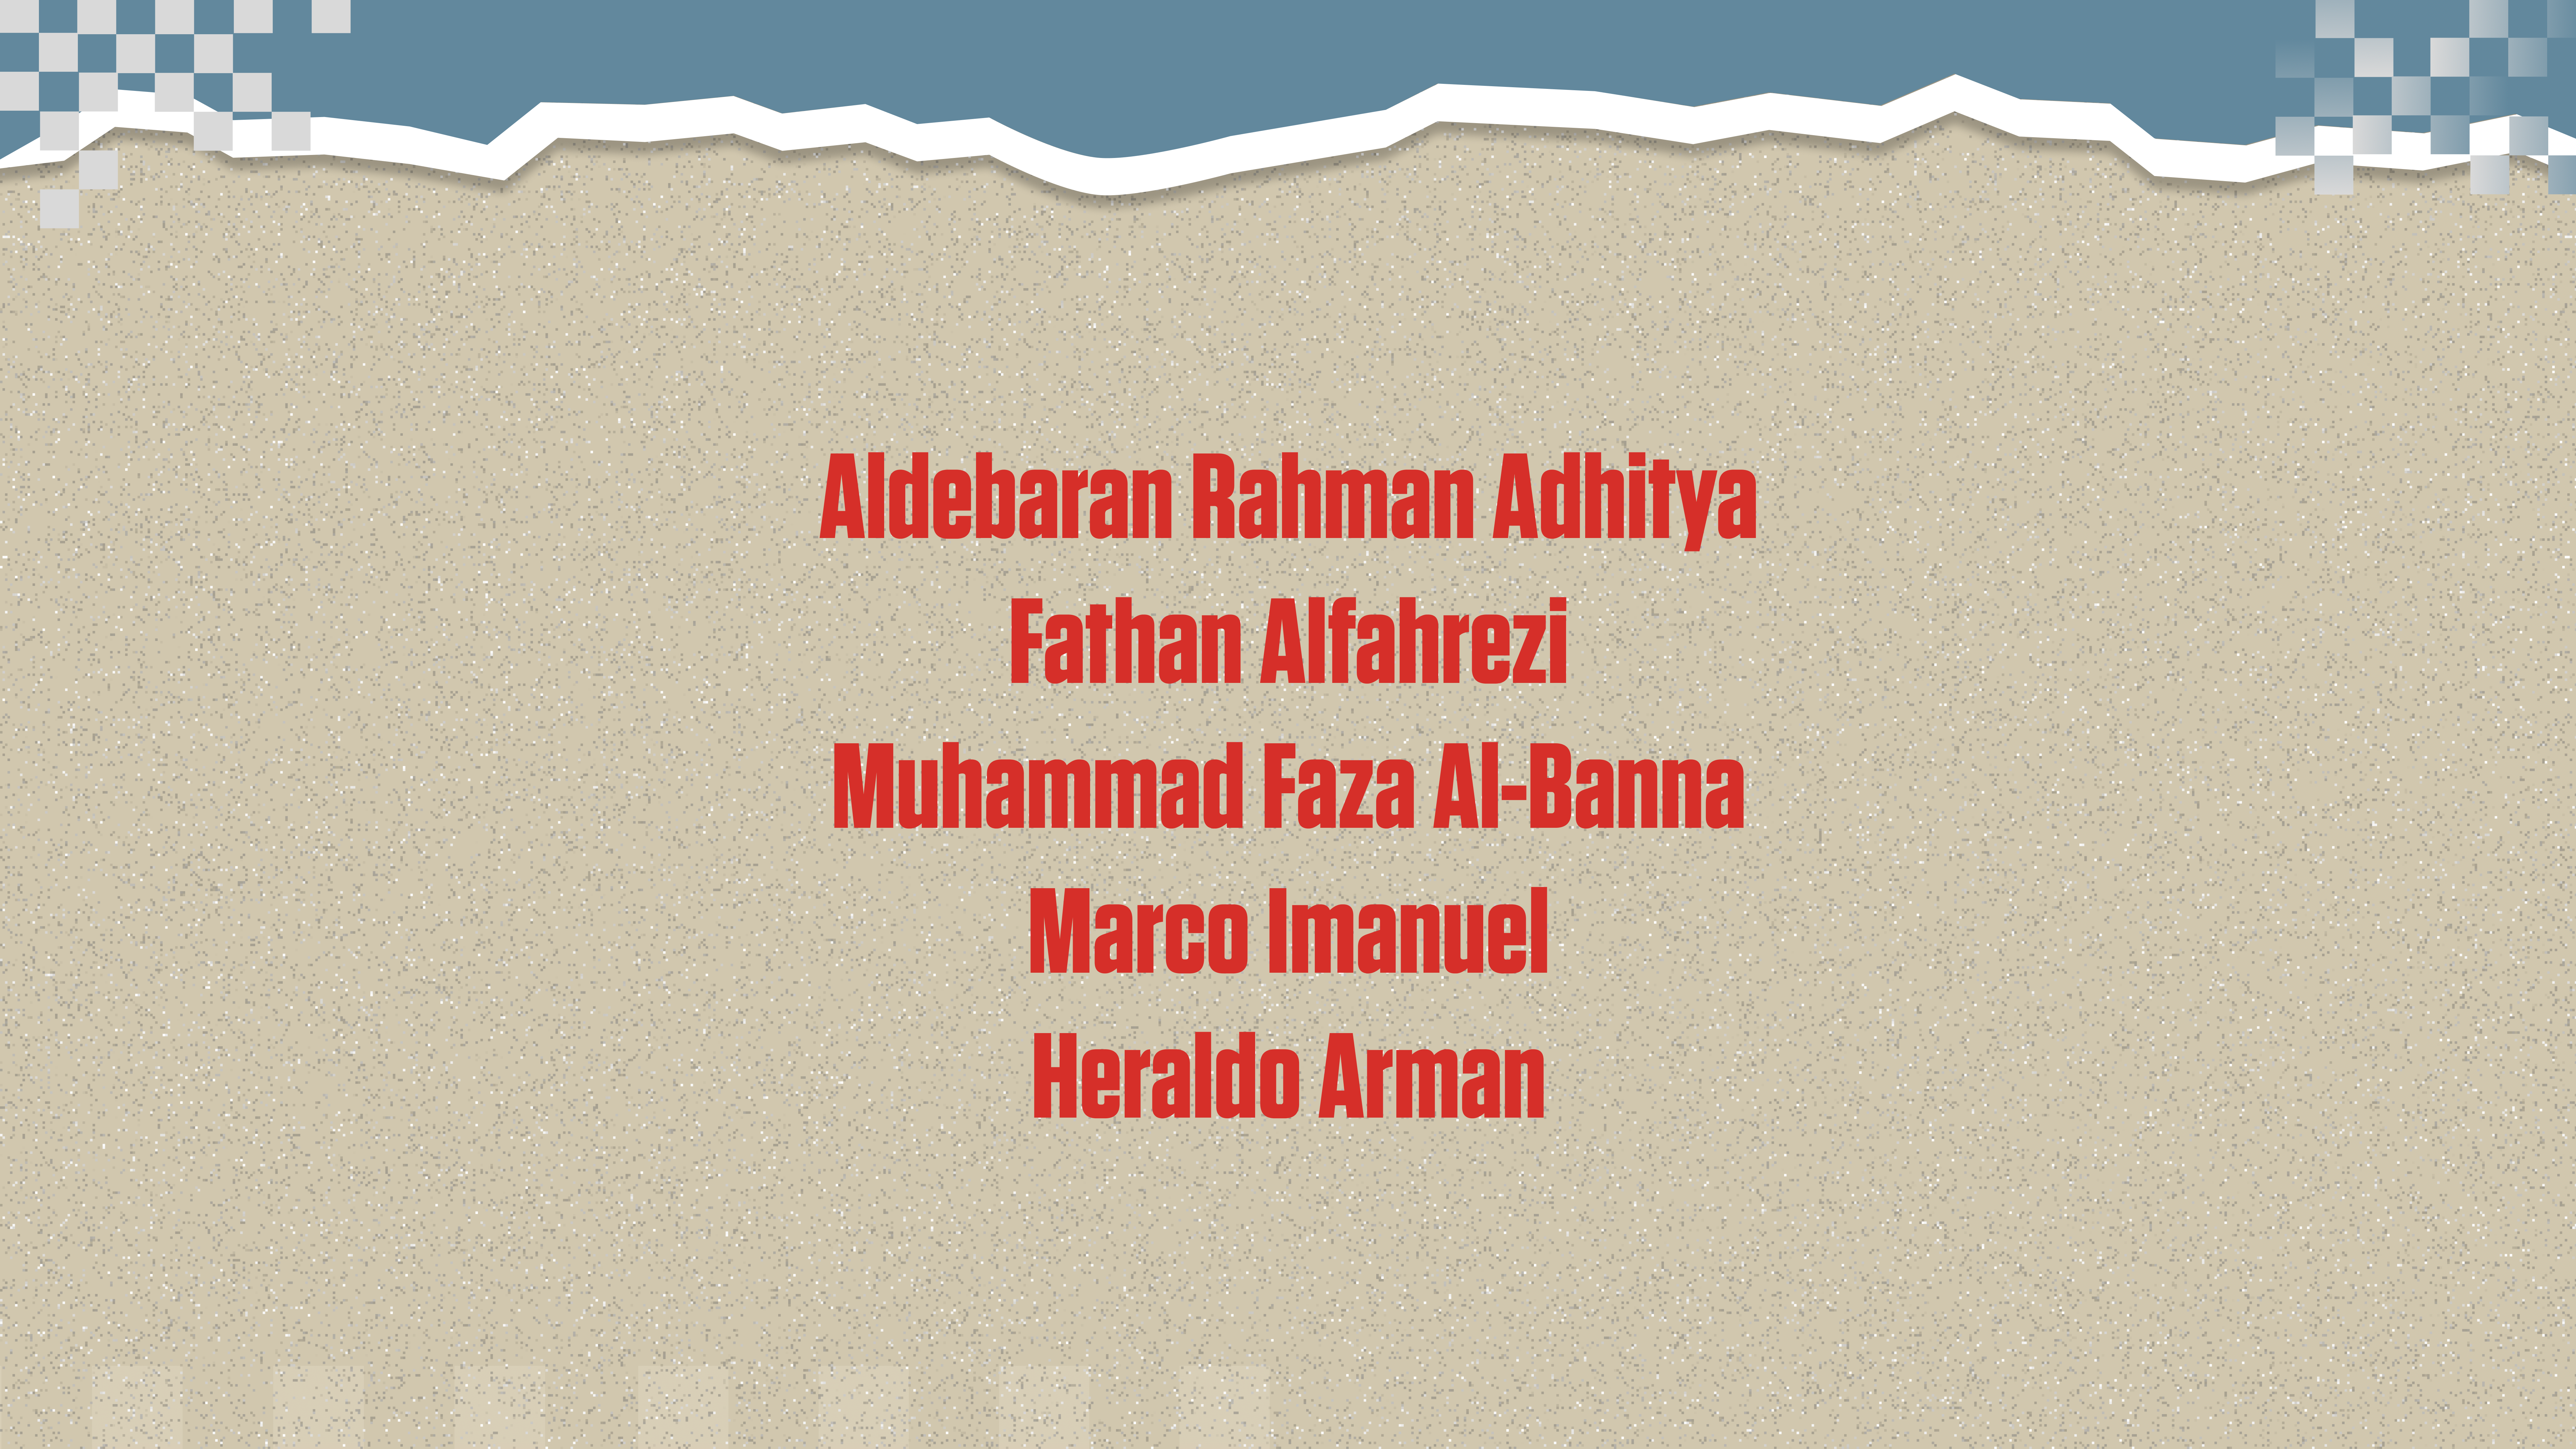 Aldebaran Rahman Adhitya
Fathan Alfahrezi
Muhammad Faza Al-Banna
Marco Imanuel
Heraldo Arman